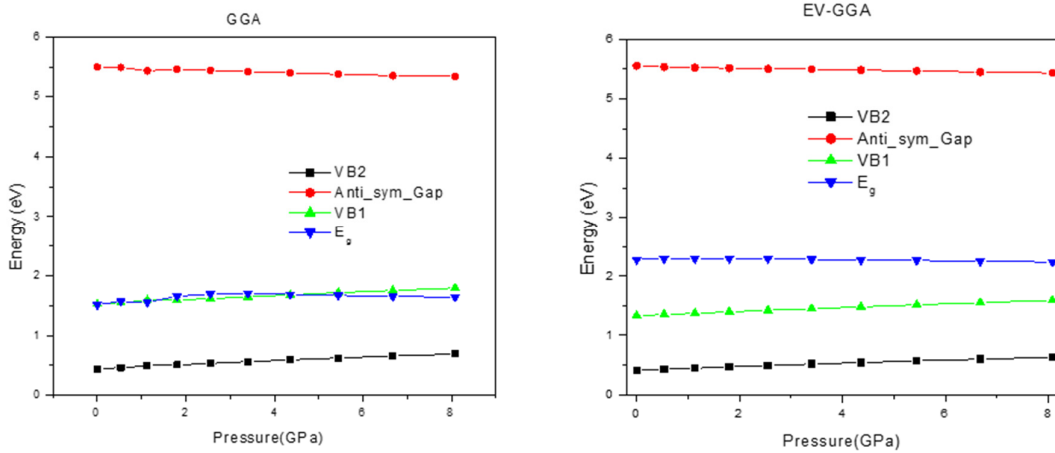 GGA
6
5
4
3
2
1
0
Energy (eV)
VB2
Anti_sym_Gap
VB1
E_g
0
2
4
6
8
Pressure(GPa)
EV-GGA
6
5
4
3
2
1
0
Energy (eV)
VB2
Anti_sym_Gap
VB1
E_g
0
2
4
6
8
Pressure(GPa)